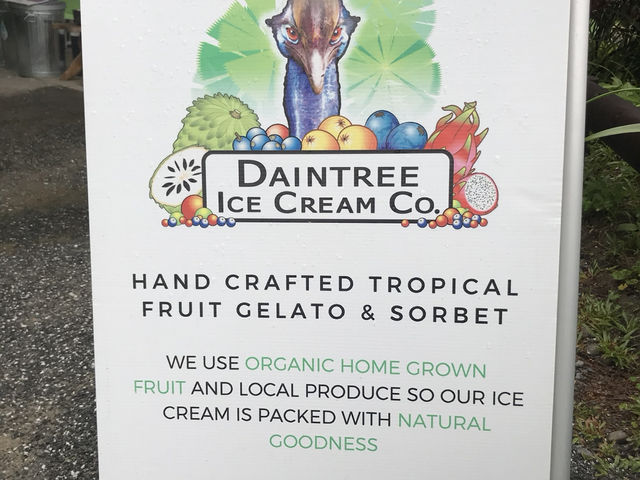 DAINTREE
ICE CREAM CO.
HAND CRAFTED TROPICAL
FRUIT GELATO & SORBET
WE USE ORGANIC HOME GROWN
FRUIT AND LOCAL PRODUCE SO OUR ICE
CREAM IS PACKED WITH NATURAL
GOODNESS